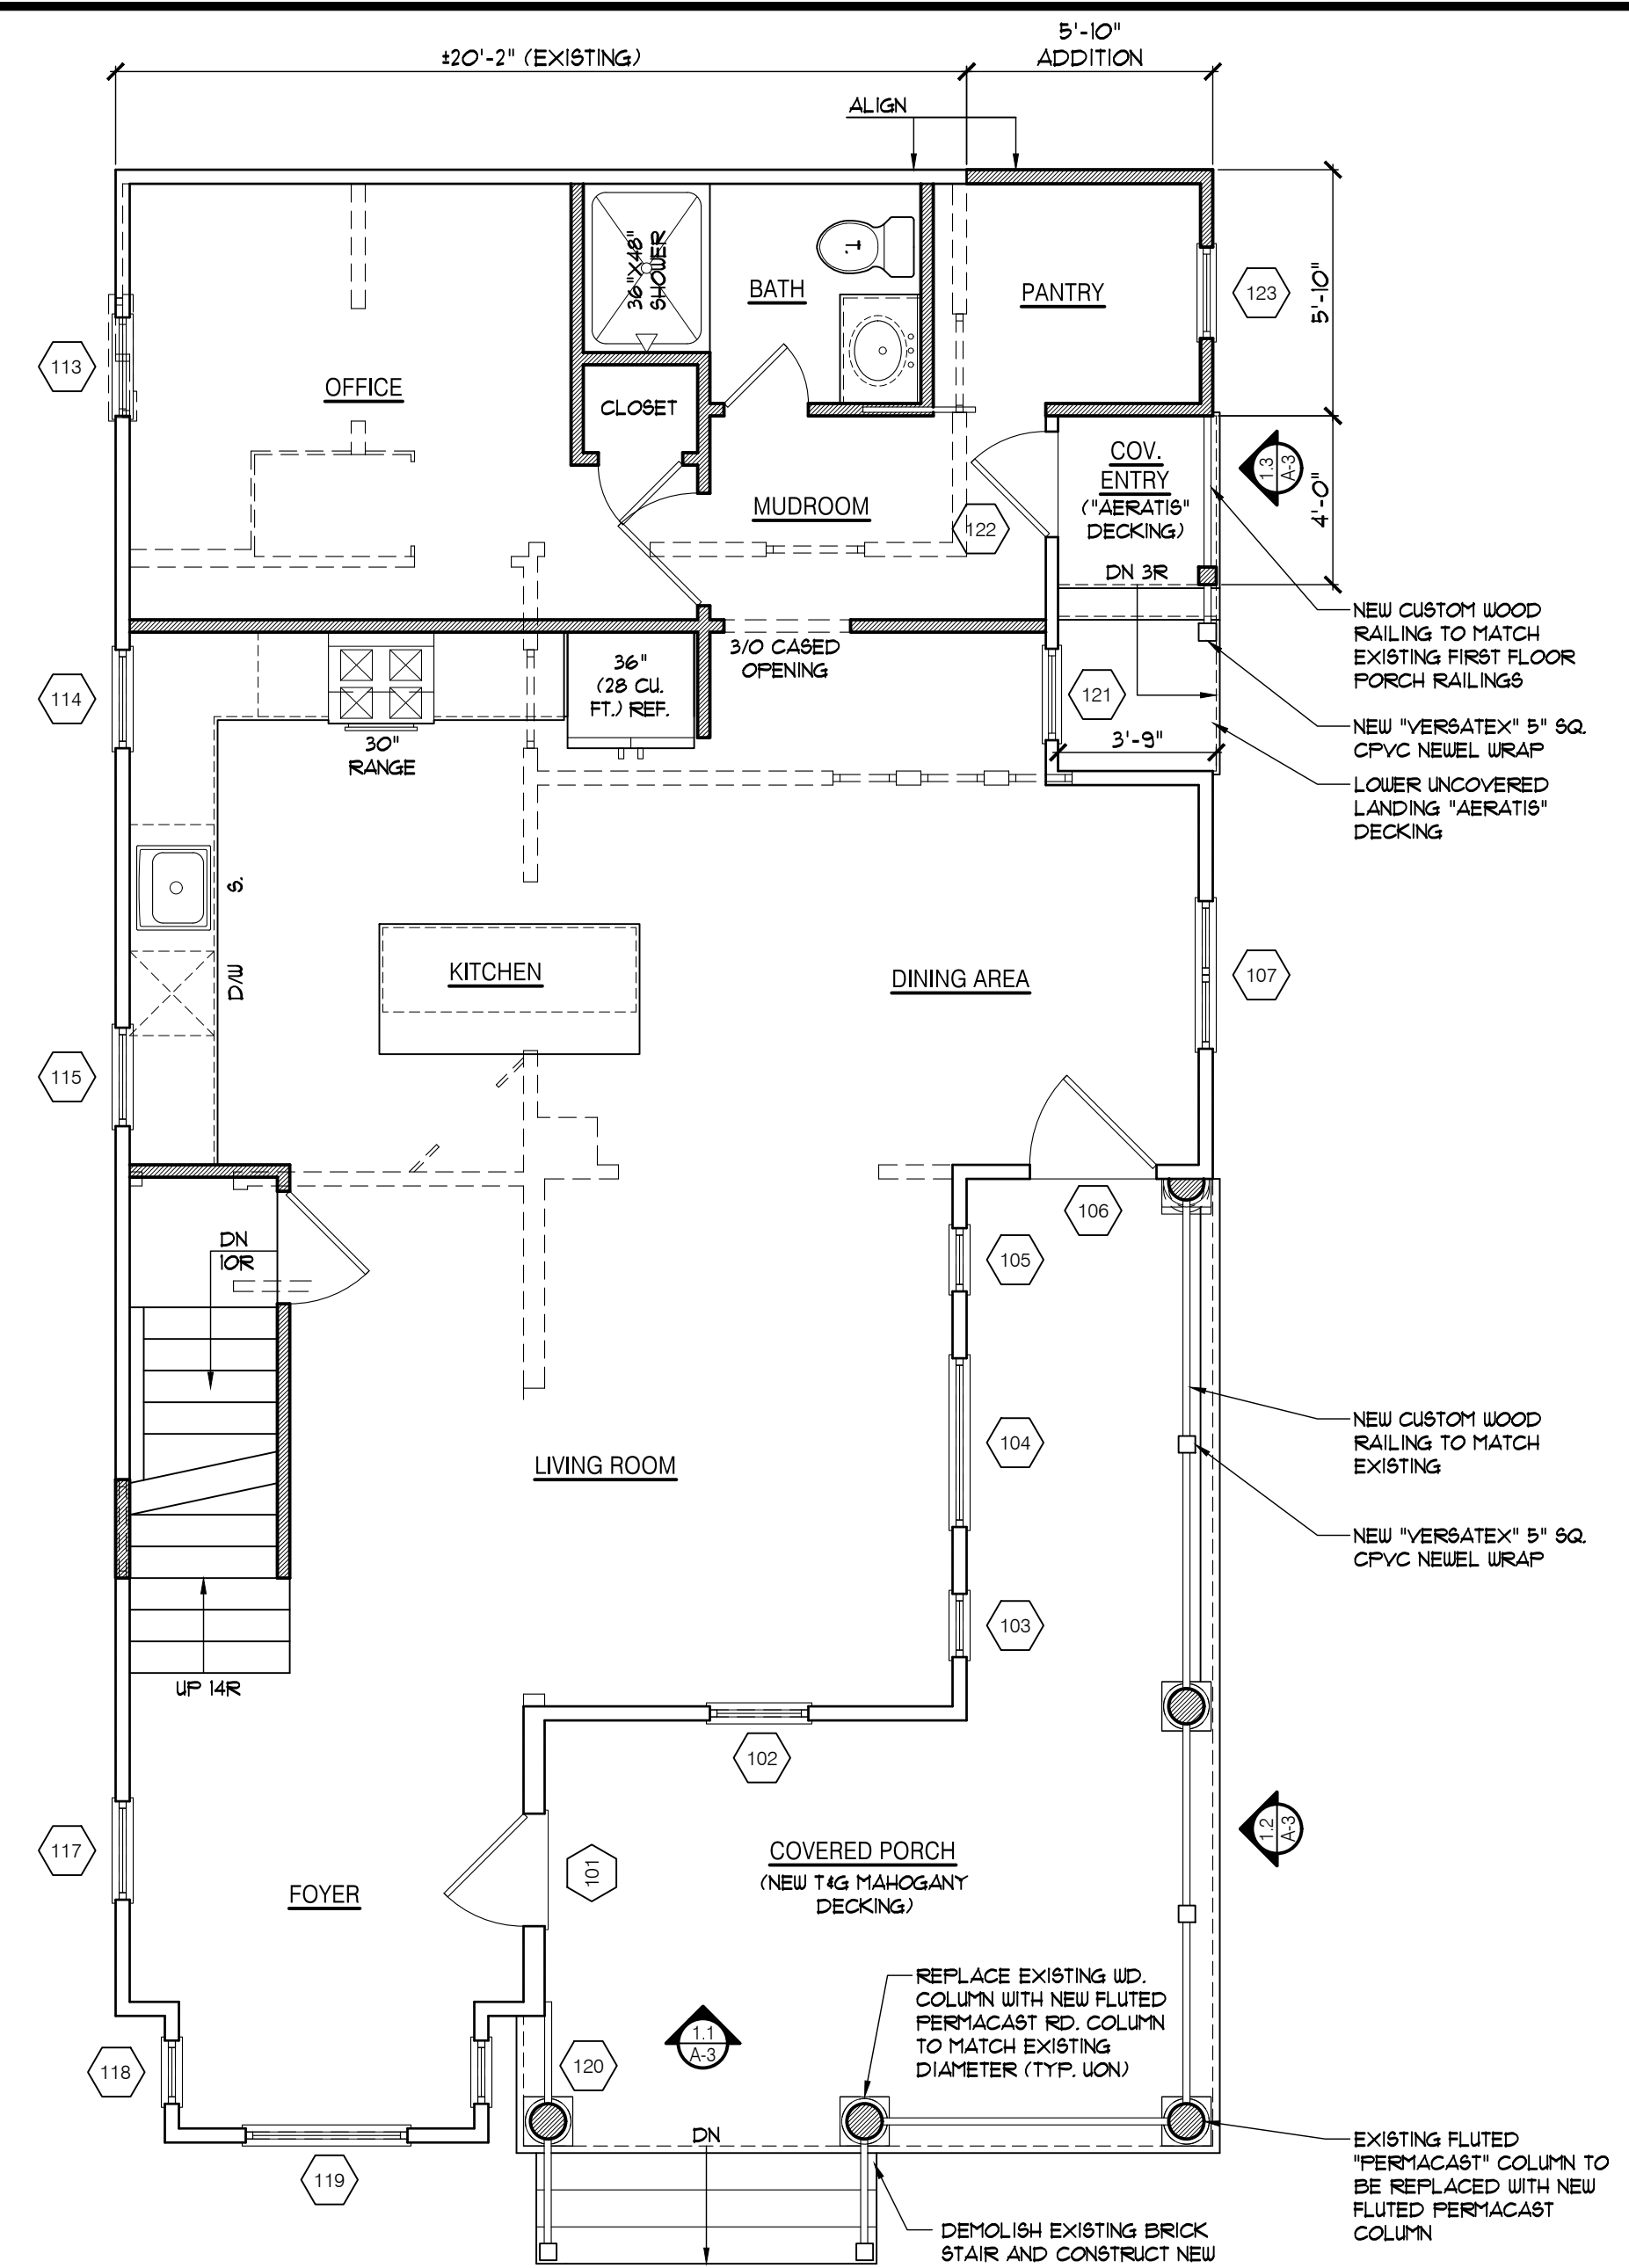 ±20'-2" (EXISTING)
5'-10"
ADDITION
ALIGN
36"X48"
SHOWER
T.
BATH
PANTRY
123
5'-10"
113
OFFICE
CLOSET
COV.
ENTRY
("AERATIS"
DECKING)
1.3
A-3
4'-0"
MUDROOM
122
DN 3R
NEW CUSTOM WOOD
RAILING TO MATCH
EXISTING FIRST FLOOR
PORCH RAILINGS
3/0 CASED
OPENING
36"
(28 CU.
FT.) REF.
114
121
30"
RANGE
3'-9"
NEW "VERSATEX" 5" SQ.
CPVC NEWEL WRAP
LOWER UNCOVERED
LANDING "AERATIS"
DECKING
S.
D/W
KITCHEN
DINING AREA
107
115
106
DN
10R
105
104
NEW CUSTOM WOOD
RAILING TO MATCH
EXISTING
LIVING ROOM
NEW "VERSATEX" 5" SQ.
CPVC NEWEL WRAP
103
UP 14R
102
117
101
COVERED PORCH
(NEW T&G MAHOGANY
DECKING)
1.2
A-3
FOYER
REPLACE EXISTING WD.
COLUMN WITH NEW FLUTED
PERMACAST RD. COLUMN
TO MATCH EXISTING
DIAMETER (TYP. UON)
1.1
A-3
118
120
DN
119
EXISTING FLUTED
"PERMACAST" COLUMN TO
BE REPLACED WITH NEW
FLUTED PERMACAST
COLUMN
DEMOLISH EXISTING BRICK
STAIR AND CONSTRUCT NEW